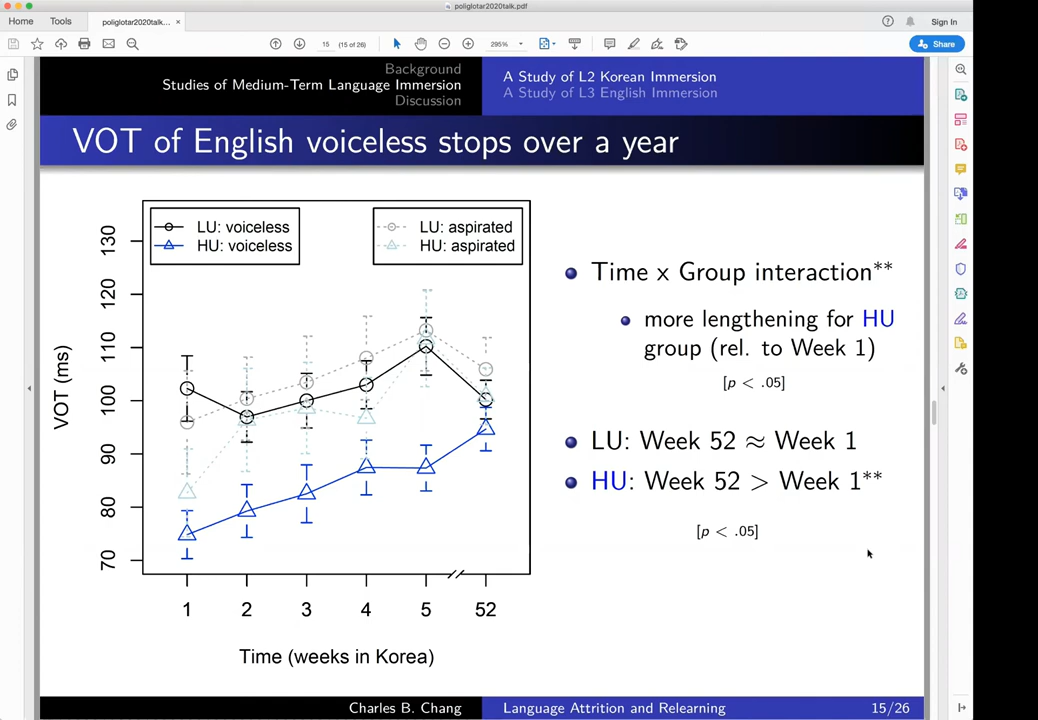 poliglotar2020talk.pdf
Home
Tools
poliglotar2020talk...
×
Sign In
15
(15 of 26)
295%
Share
Background
Studies of Medium-Term Language Immersion
Discussion
A Study of L2 Korean Immersion
A Study of L3 English Immersion
VOT of English voiceless stops over a year
LU: voiceless
HU: voiceless
LU: aspirated
HU: aspirated
130
120
110
100
90
80
70
VOT (ms)
1 2 3 4 5 52
Time (weeks in Korea)
Time x Group interaction**
more lengthening for HU
group (rel. to Week 1)
[p < .05]
LU: Week 52 ≈ Week 1
HU: Week 52 > Week 1**
[p < .05]
Charles B. Chang
Language Attrition and Relearning
15/26